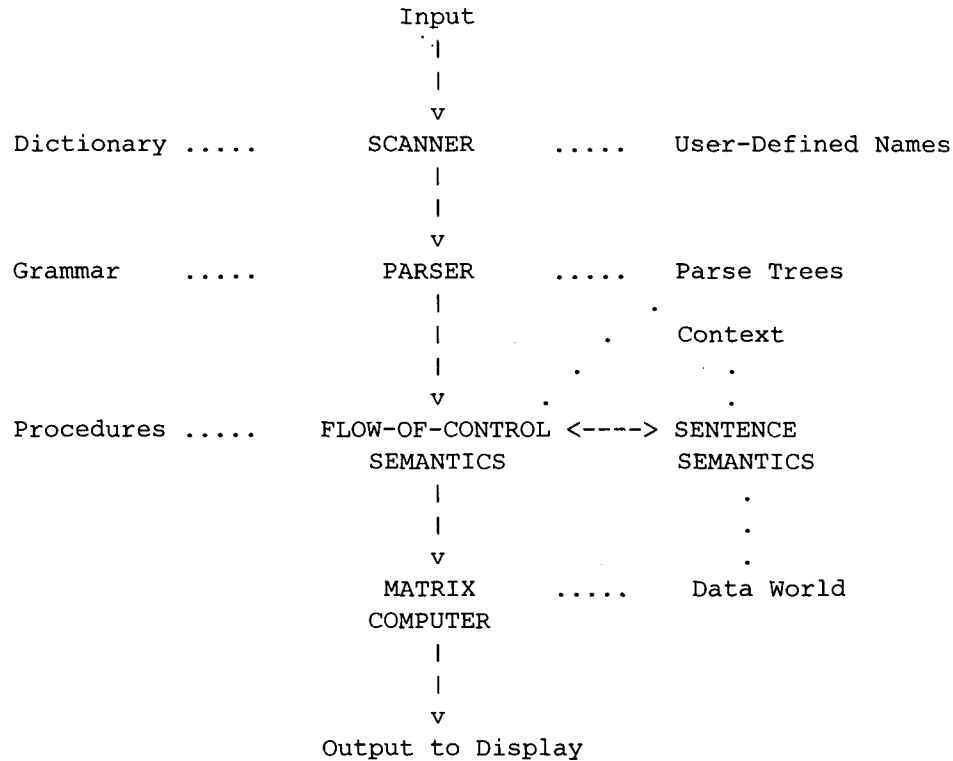 Input
|
|
v
Dictionary ..... SCANNER ..... User-Defined Names
|
|
v
Grammar ..... PARSER ..... Parse Trees
| .
| . Context
| . .
v . .
Procedures ..... FLOW-OF-CONTROL <----> SENTENCE
SEMANTICS SEMANTICS
| .
| .
v .
MATRIX ..... Data World
COMPUTER
|
|
v
Output to Display